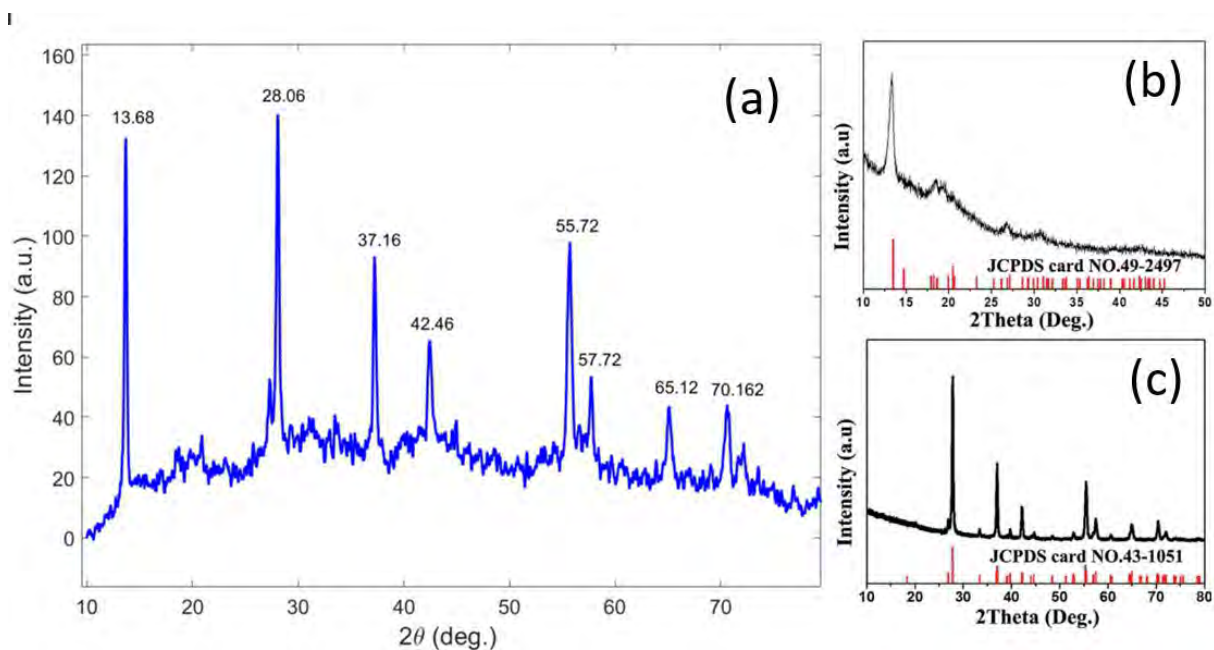 (a)
160
140
120
100
80
60
40
20
0
Intensity (a.u.)
13.68
28.06
37.16
42.46
55.72
57.72
65.12
70.162
10 20 30 40 50 60 70
2θ (deg.)
(b)
Intensity (a.u)
JCPDS card NO.49-2497
10 15 20 25 30 35 40 45 50
2Theta (Deg.)
(c)
Intensity (a.u)
JCPDS card NO.43-1051
10 20 30 40 50 60 70 80
2Theta (Deg.)